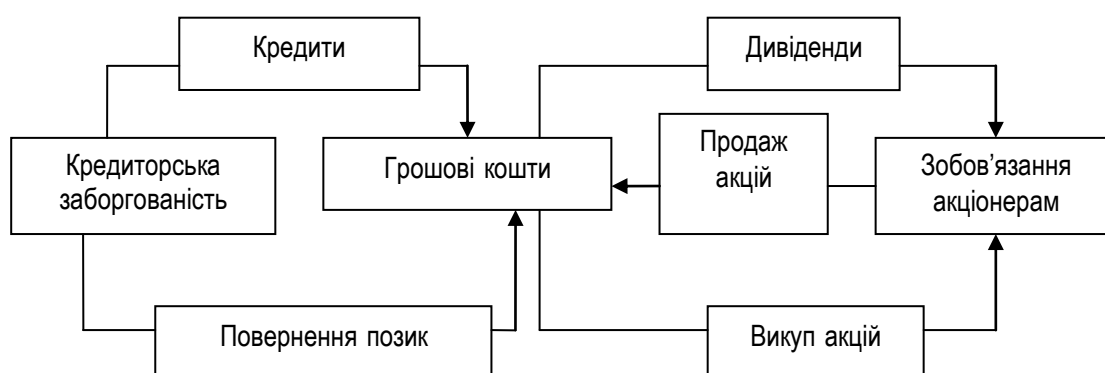 Кредити
Дивіденди
Кредиторська
заборгованість
Грошові кошти
Продаж
акцій
Зобов’язання
акціонерам
Повернення позик
Викуп акцій